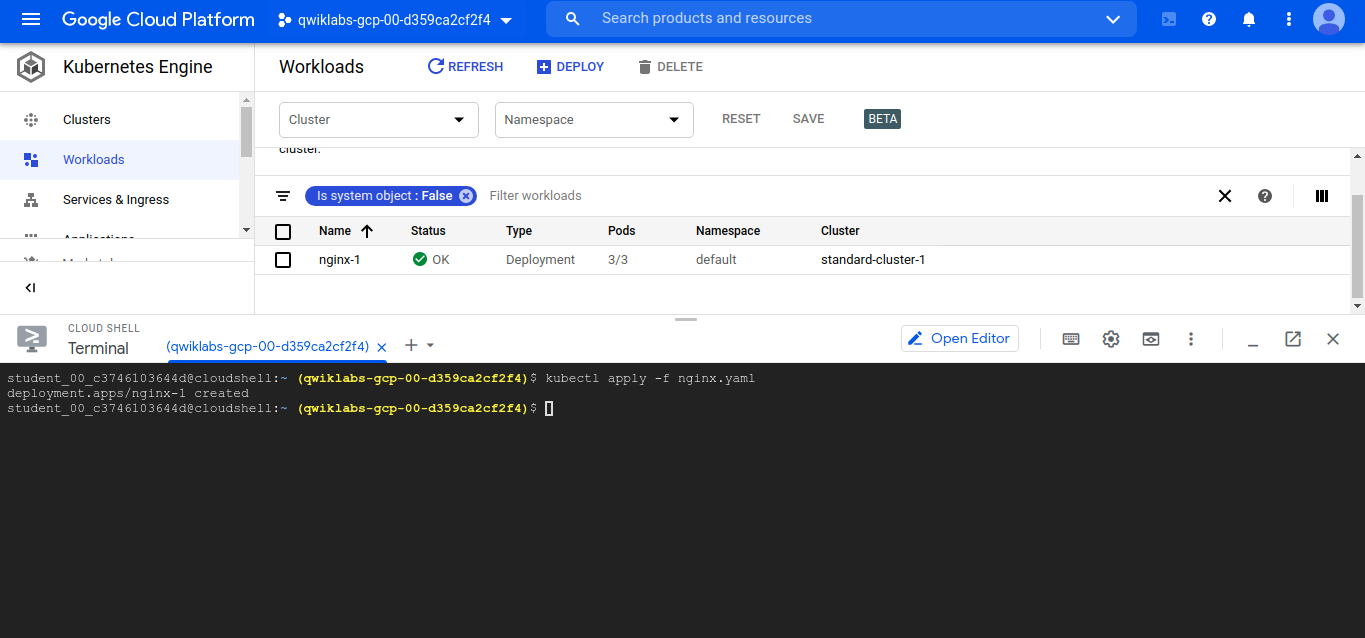 Google Cloud Platform
qwiklabs-gcp-00-d359ca2cf2f4
Search products and resources
Kubernetes Engine
Workloads
REFRESH
DEPLOY
DELETE
Clusters
Workloads
Services & Ingress
Applications
Cluster
Namespace
RESET
SAVE
BETA
cluster.
Is system object : False
Filter workloads
Name Status Type Pods Namespace Cluster
nginx-1 OK Deployment 3/3 default standard-cluster-1
CLOUD SHELL
Terminal
(qwiklabs-gcp-00-d359ca2cf2f4)
Open Editor
student_00_c3746103644d@cloudshell:~ (qwiklabs-gcp-00-d359ca2cf2f4)$ kubectl apply -f nginx.yaml
deployment.apps/nginx-1 created
student_00_c3746103644d@cloudshell:~ (qwiklabs-gcp-00-d359ca2cf2f4)$